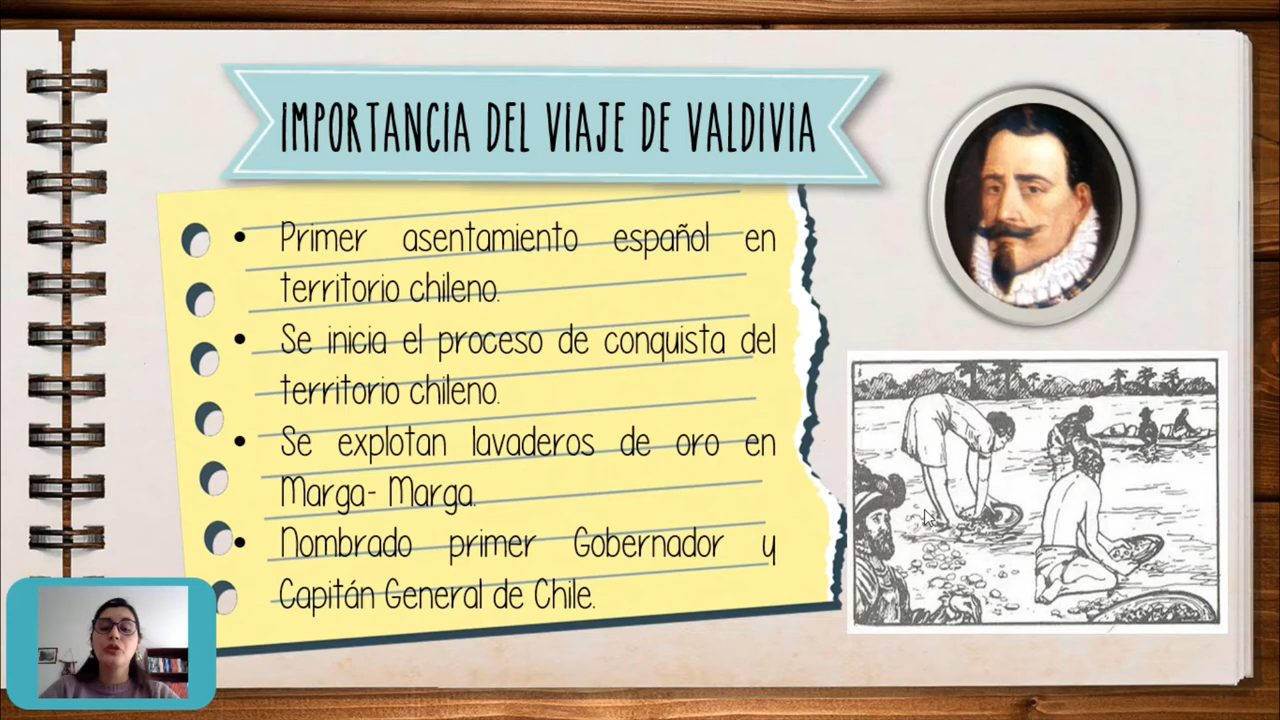 IMPORTANCIA DEL VIAJE DE VALDIVIA
• Primer asentamiento español en
territorio chileno.
• Se inicia el proceso de conquista del
territorio chileno.
• Se explotan lavaderos de oro en
Marga- Marga.
• Nombrado primer Gobernador y
Capitán General de Chile.